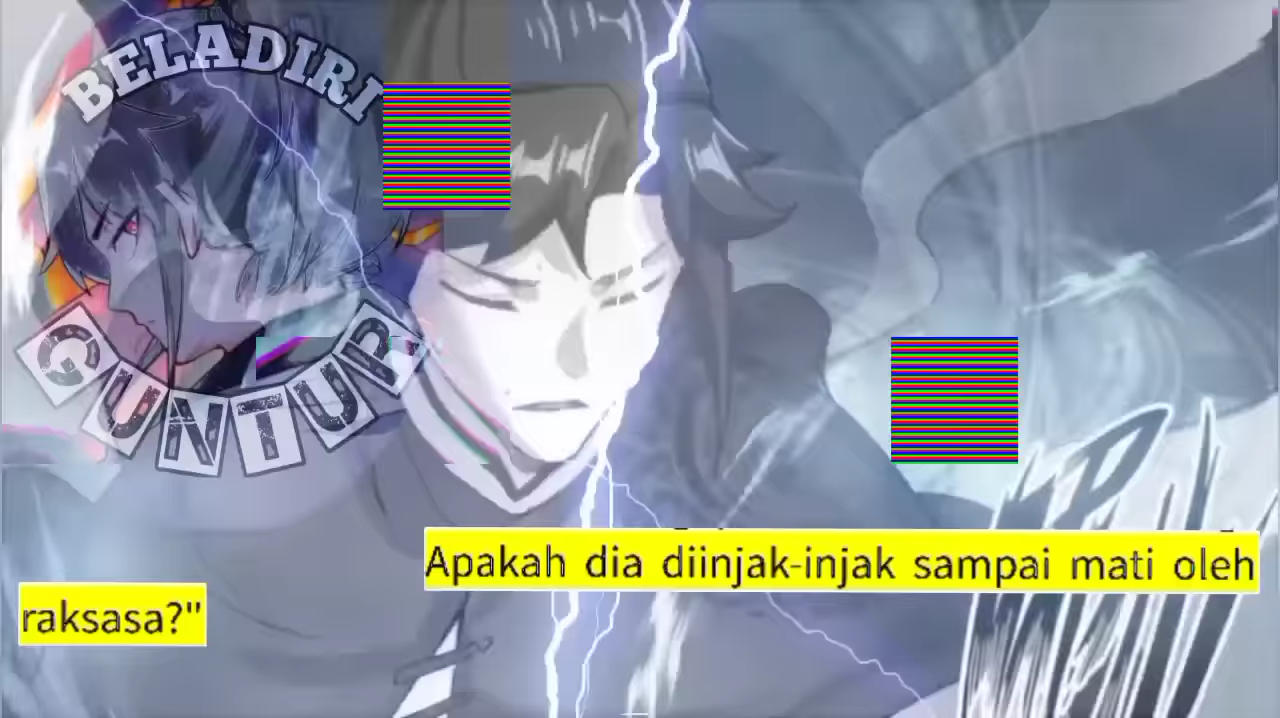 BELADIRI
GUNTUR
Apakah dia diinjak-injak sampai mati oleh
raksasa?"